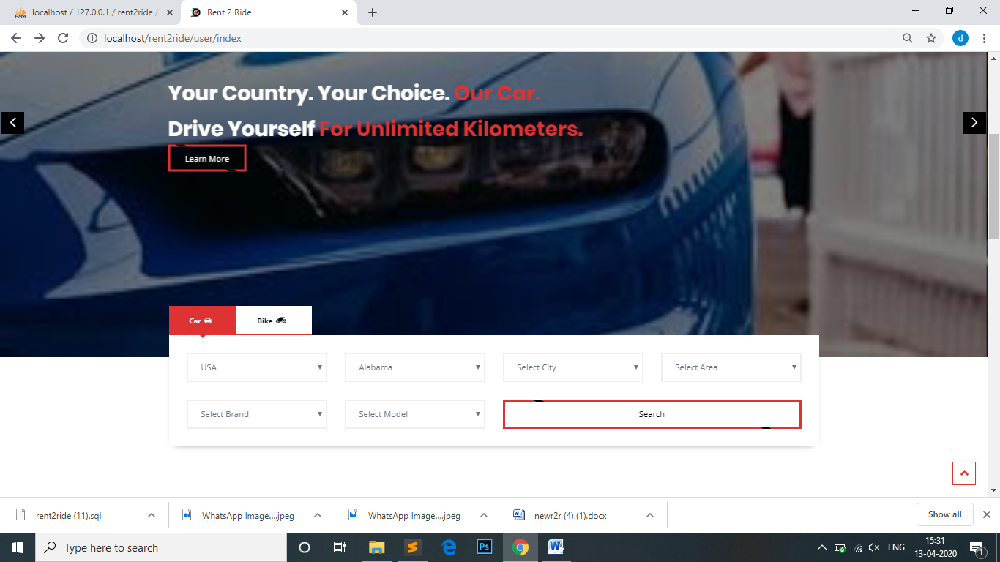 localhost / 127.0.0.1 / rent2ride /
Rent 2 Ride
localhost/rent2ride/user/index
d
Your Country. Your Choice. Our Car.
Drive Yourself For Unlimited Kilometers.
Learn More
Car
Bike
USA
Alabama
Select City
Select Area
Select Brand
Select Model
Search
rent2ride (11).sql
WhatsApp Image....jpeg
WhatsApp Image....jpeg
newr2r (4) (1).docx
Show all
Type here to search
ENG
15:31
13-04-2020
1